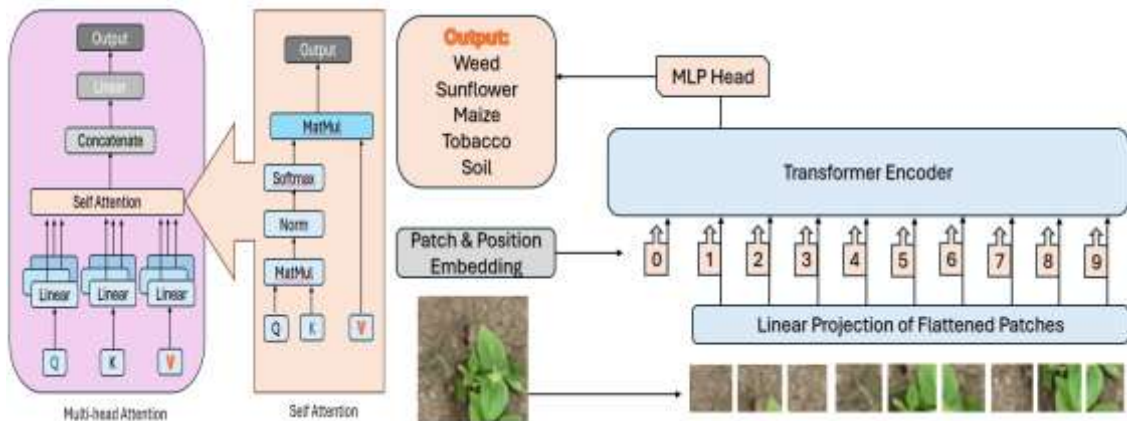 Output
Linear
Concatenate
Self Attention
Linear
Linear
Linear
Q
K
V
Multi-head Attention
Output
MatMul
Softmax
Norm
MatMul
Q
K
V
Self Attention
Output:
Weed
Sunflower
Maize
Tobacco
Soil
MLP Head
Transformer Encoder
Patch & Position
Embedding
0
1
2
3
4
5
6
7
8
9
Linear Projection of Flattened Patches